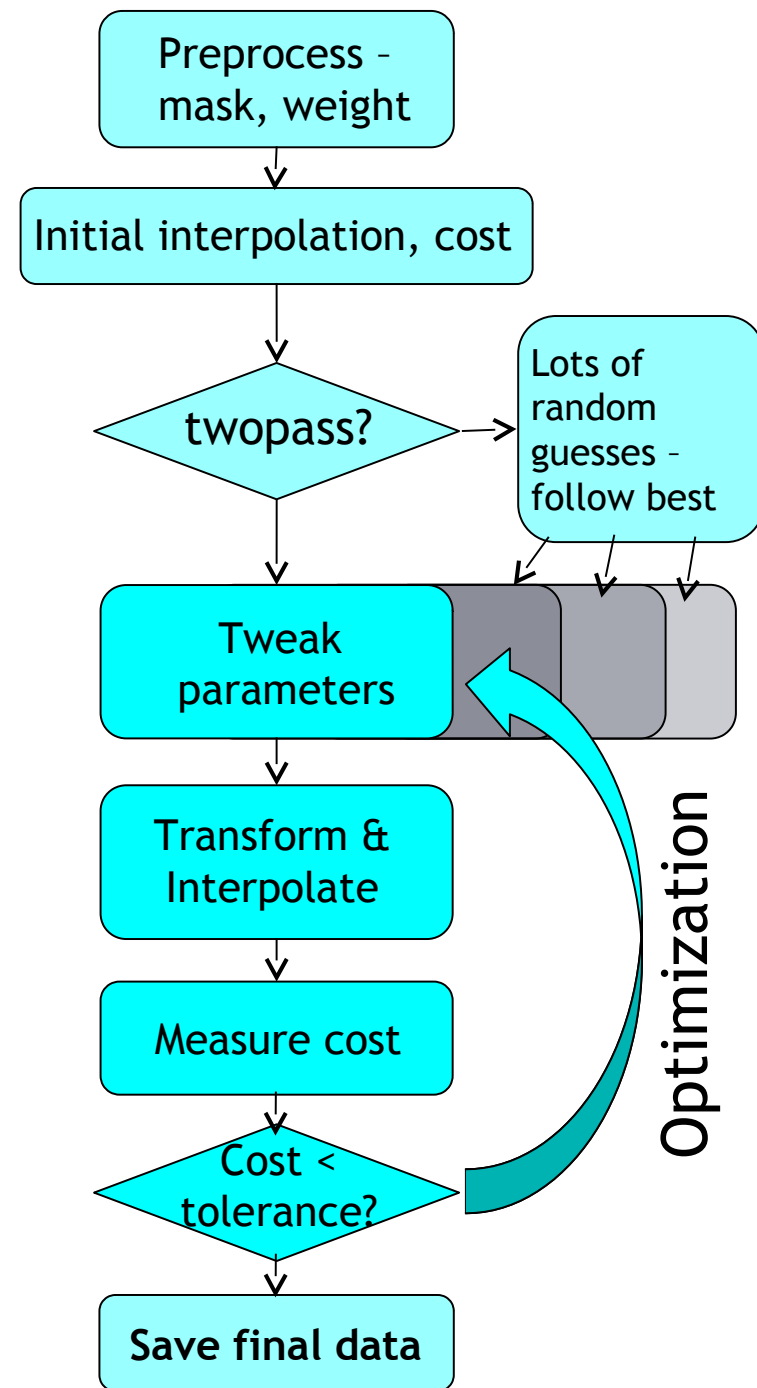 Preprocess –
mask, weight
Initial interpolation, cost
twopass?
Lots of
random
guesses –
follow best
Tweak
parameters
Transform &
Interpolate
Measure cost
Optimization
Cost <
tolerance?
Save final data